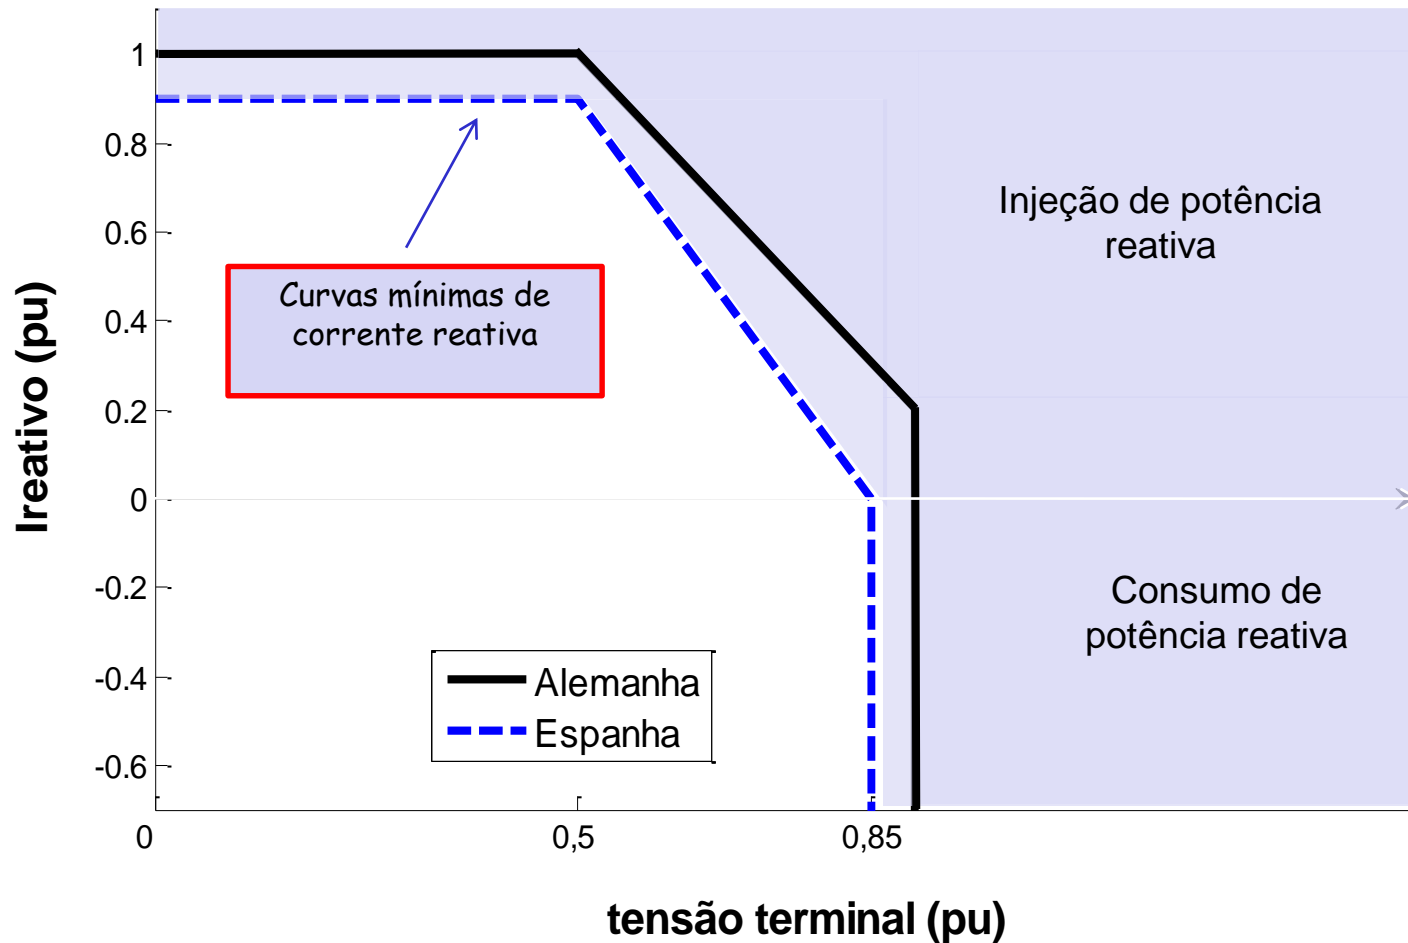 1
0.8
0.6
0.4
0.2
0
-0.2
-0.4
-0.6
Ireativo (pu)
Curvas mínimas de
corrente reativa
Injeção de potência
reativa
Consumo de
potência reativa
Alemanha
Espanha
0
0,5
0,85
tensão terminal (pu)